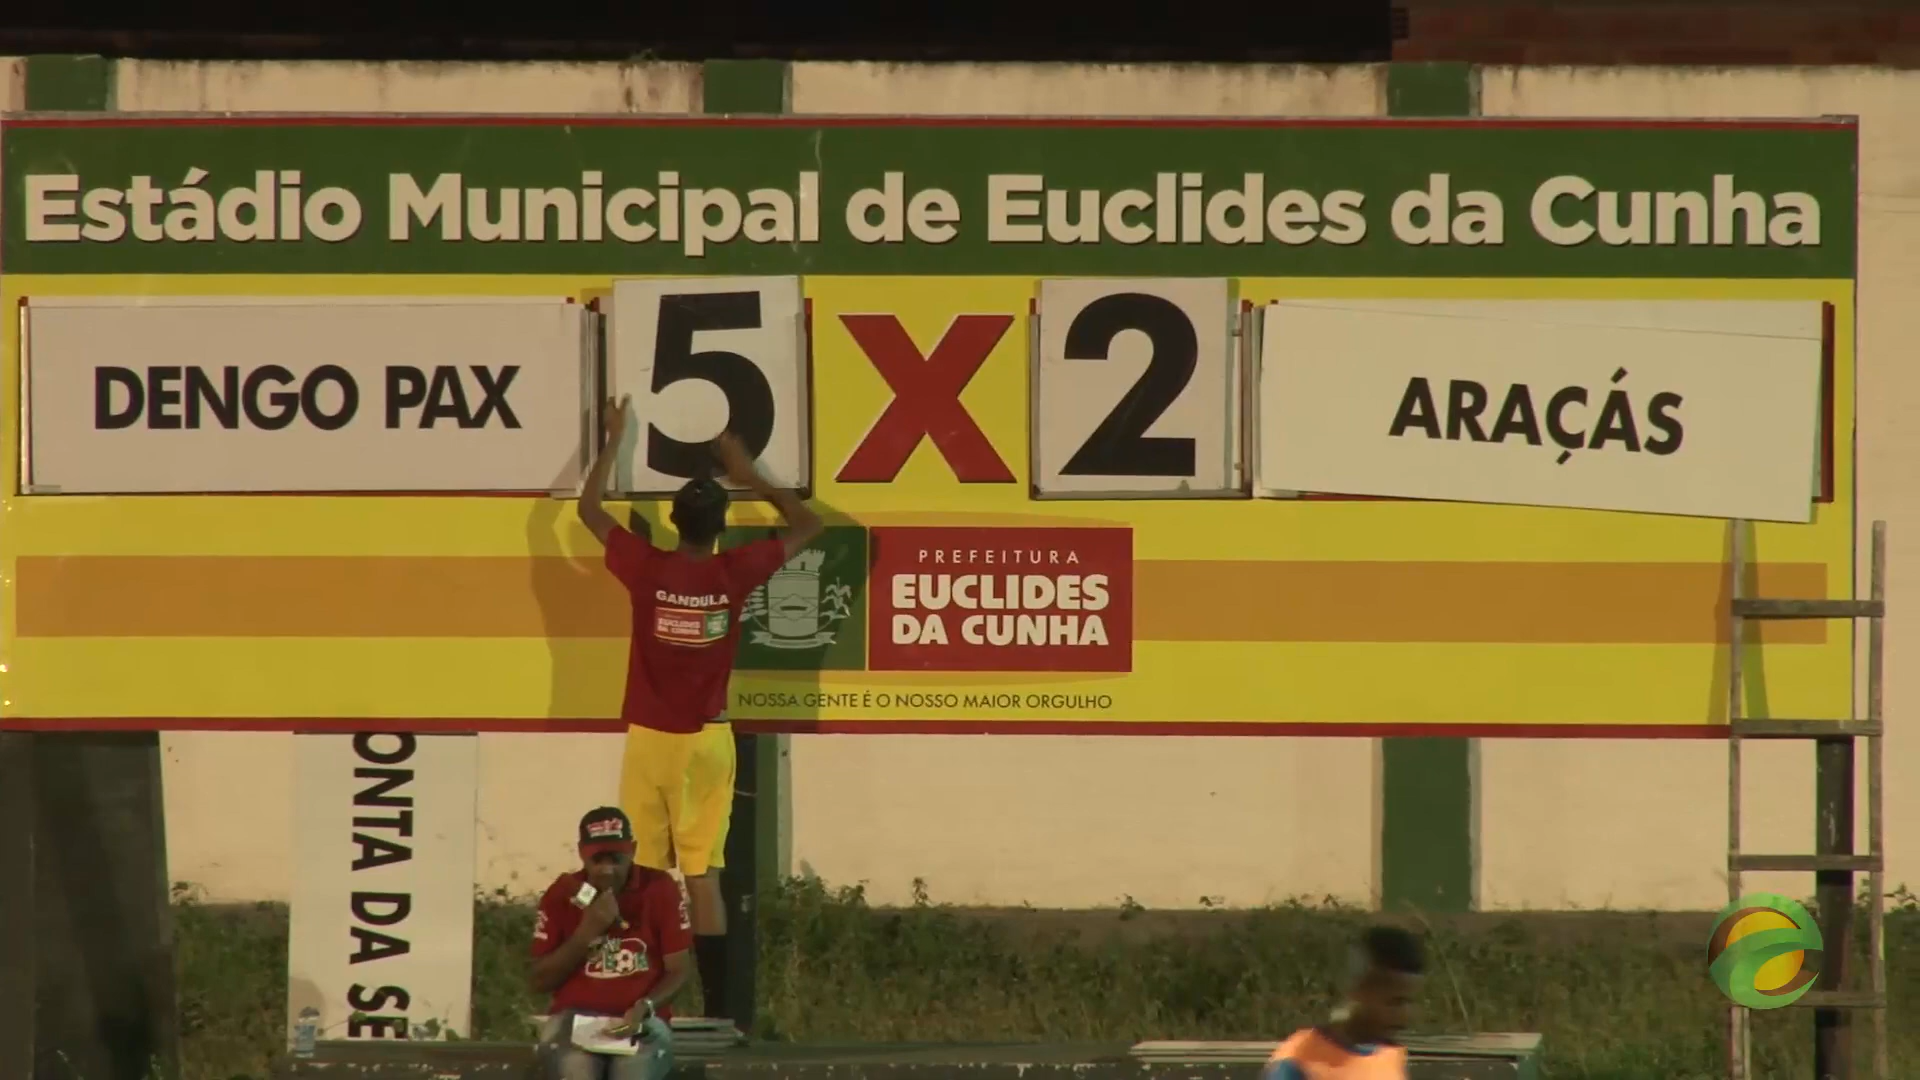 Estádio Municipal de Euclides da Cunha
DENGO PAX 5 X 2 ARAÇÁS
PREFEITURA
EUCLIDES
DA CUNHA
NOSSA GENTE É O NOSSO MAIOR ORGULHO
GANDULA
EUCLIDES
DA CUNHA
ONTA DA SE